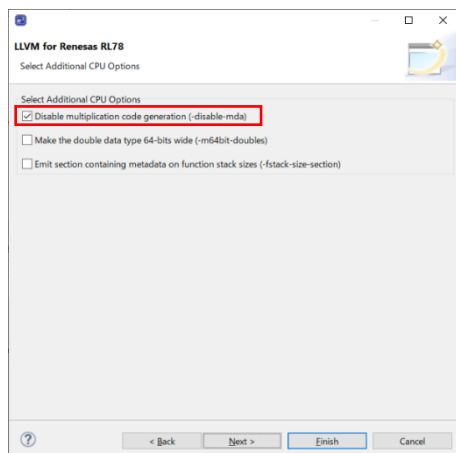 LLVM for Renesas RL78
Select Additional CPU Options
Select Additional CPU Options
Disable multiplication code generation (-disable-mda)
Make the double data type 64-bits wide (-m64bit-doubles)
Emit section containing metadata on function stack sizes (-fstack-size-section)
?
< Back
Next >
Finish
Cancel